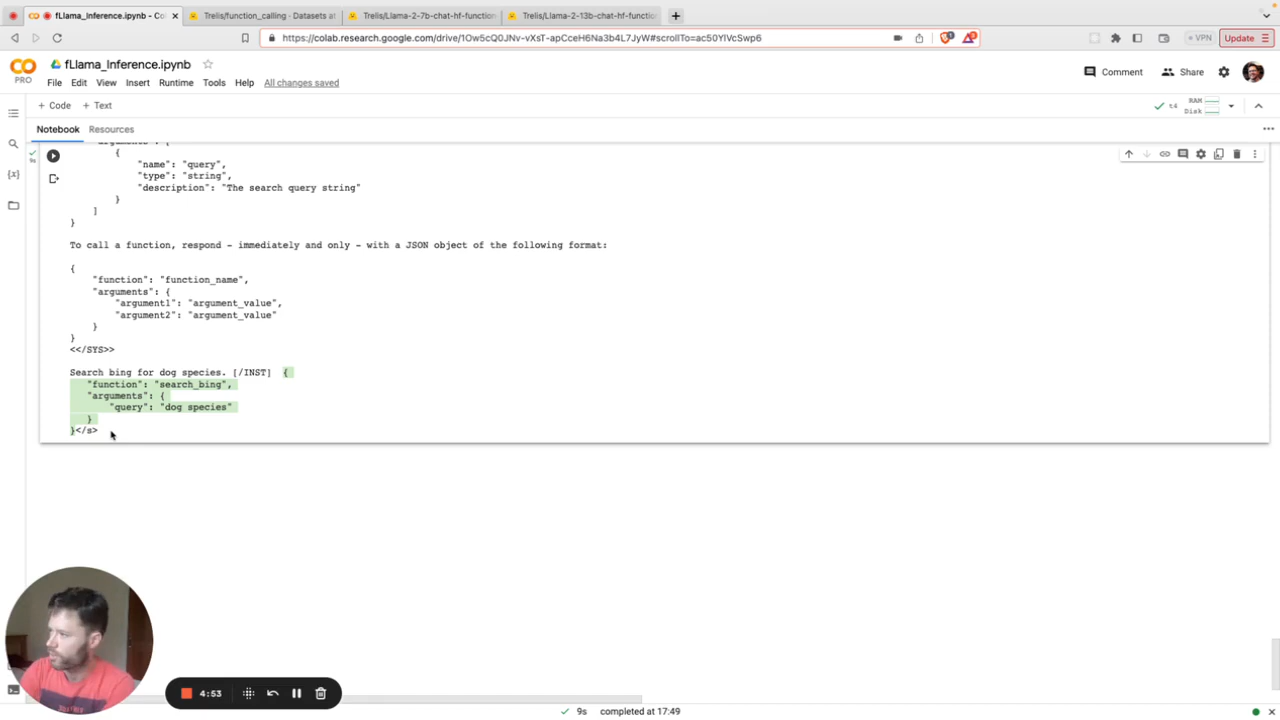 fLlama_Inference.ipynb - Co
Trelis/function_calling · Datasets at
Trelis/Llama-2-7b-chat-hf-function
Trelis/Llama-2-13b-chat-hf-functio
https://colab.research.google.com/drive/1Ow5cQ0JNv-vXsT-apCceH6Na3b4L7JyW#scrollTo=ac50YlVcSwp6
VPN
Update
PRO
fLlama_Inference.ipynb
File Edit View Insert Runtime Tools Help All changes saved
Comment
Share
+ Code + Text
T4
RAM
Disk
Notebook Resources
9s
{
"name": "query",
"type": "string",
"description": "The search query string"
}
]
}
To call a function, respond - immediately and only - with a JSON object of the following format:
{
"function": "function_name",
"arguments": {
"argument1": "argument_value",
"argument2": "argument_value"
}
}
<</SYS>>
Search bing for dog species. [/INST] {
"function": "search_bing",
"arguments": {
"query": "dog species"
}
}</s>
4:53
9s completed at 17:49